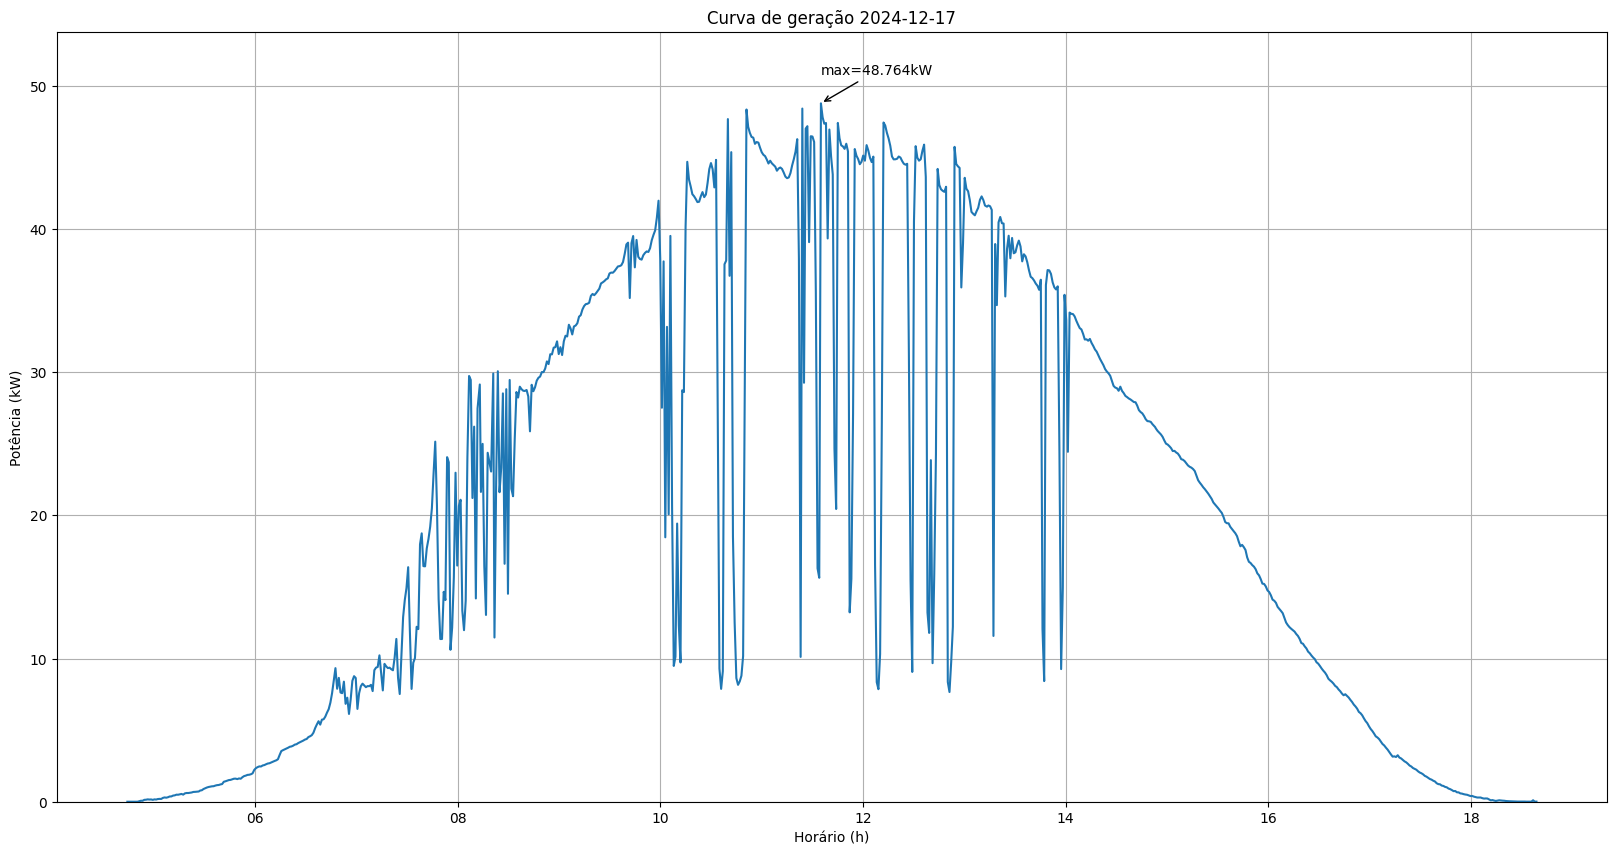 Curva de geração 2024-12-17
max=48.764kW
50
40
30
20
10
0
Potência (kW)
06 08 10 12 14 16 18
Horário (h)